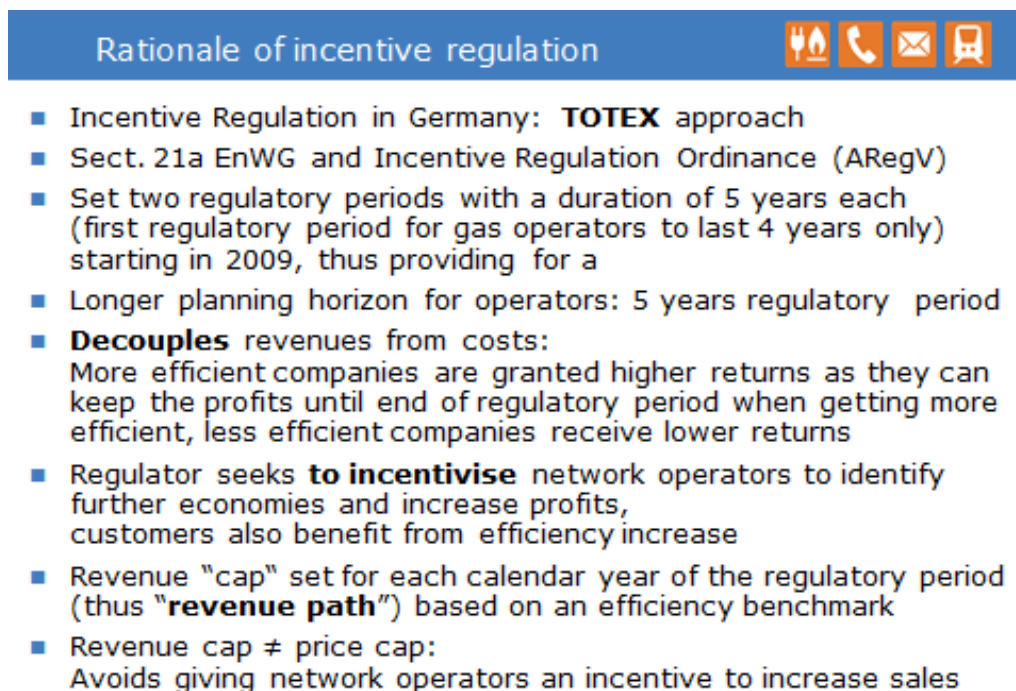 Rationale of incentive regulation
■ Incentive Regulation in Germany: TOTEX approach
■ Sect. 21a EnWG and Incentive Regulation Ordinance (ARegV)
■ Set two regulatory periods with a duration of 5 years each
(first regulatory period for gas operators to last 4 years only)
starting in 2009, thus providing for a
■ Longer planning horizon for operators: 5 years regulatory period
■ Decouples revenues from costs:
More efficient companies are granted higher returns as they can
keep the profits until end of regulatory period when getting more
efficient, less efficient companies receive lower returns
■ Regulator seeks to incentivise network operators to identify
further economies and increase profits,
customers also benefit from efficiency increase
■ Revenue "cap" set for each calendar year of the regulatory period
(thus "revenue path") based on an efficiency benchmark
■ Revenue cap ≠ price cap:
Avoids giving network operators an incentive to increase sales